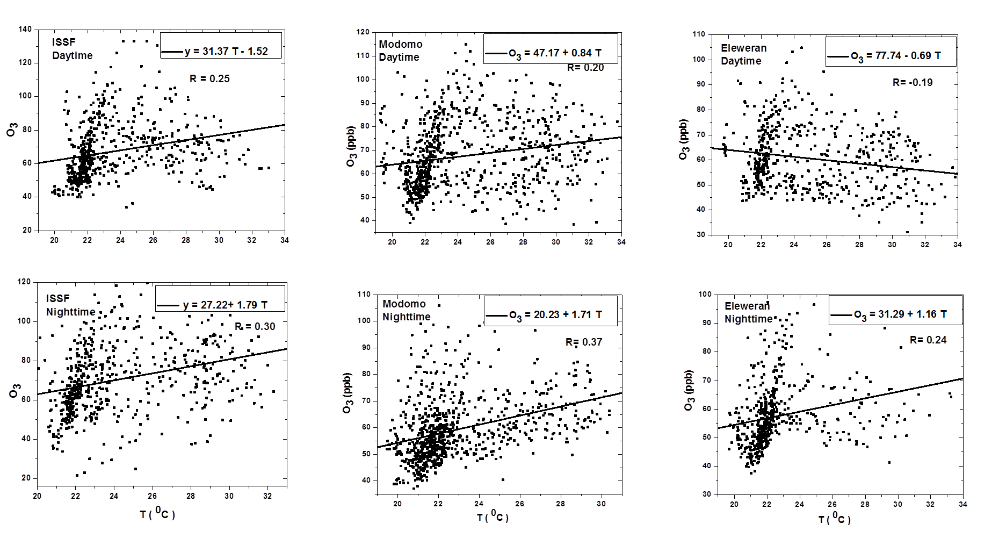 ISSF
Daytime
y = 31.37 T - 1.52
R = 0.25
O3
140
120
100
80
60
40
20
20 22 24 26 28 30 32 34
Modomo
Daytime
O3 = 47.17 + 0.84 T
R= 0.20
O3 (ppb)
120
110
100
90
80
70
60
50
40
20 22 24 26 28 30 32 34
Eleweran
Daytime
O3 = 77.74 - 0.69 T
R= -0.19
O3 (ppb)
110
100
90
80
70
60
50
40
30
20 22 24 26 28 30 32 34
ISSF
Nighttime
y = 27.22+ 1.79 T
R = 0.30
O3
120
100
80
60
40
20
20 22 24 26 28 30 32
T ( 0C )
Modomo
Nighttime
O3 = 20.23 + 1.71 T
R= 0.37
O3 (ppb)
110
100
90
80
70
60
50
40
20 22 24 26 28 30
T ( 0C )
Eleweran
Nighttime
O3 = 31.29 + 1.16 T
R= 0.24
O3 (ppb)
100
90
80
70
60
50
40
30
20 22 24 26 28 30 32 34
T ( 0C )